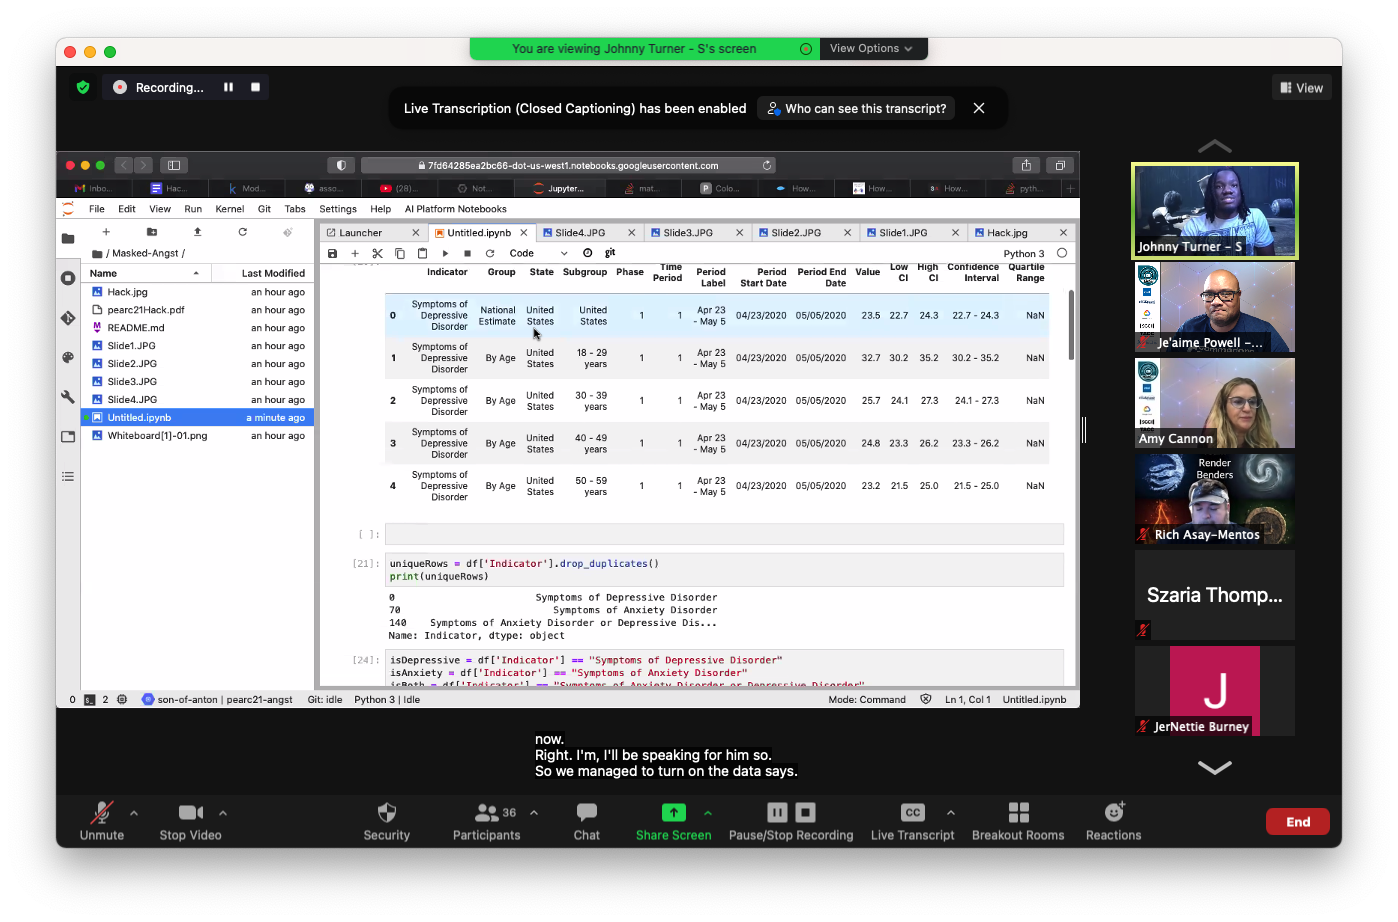 You are viewing Johnny Turner - S's screen
View Options
Recording...
View
Live Transcription (Closed Captioning) has been enabled
Who can see this transcript?
7fd64285ea2bc66-dot-us-west1.notebooks.googleusercontent.com
Inbo... Hac... Mod... asso... (28)... Not... Jupyter... mat... Colo... How... How... How... pyth...
File Edit View Run Kernel Git Tabs Settings Help AI Platform Notebooks
Launcher Untitled.ipynb Slide4.JPG Slide3.JPG Slide2.JPG Slide1.JPG Hack.jpg
/ Masked-Angst /
Code git Python 3
Name Last Modified
Hack.jpg an hour ago
pearc21Hack.pdf an hour ago
README.md an hour ago
Slide1.JPG an hour ago
Slide2.JPG an hour ago
Slide3.JPG an hour ago
Slide4.JPG an hour ago
Untitled.ipynb a minute ago
Whiteboard[1]-01.png an hour ago
Indicator Group State Subgroup Phase Time Period Period Label Period Start Date Period End Date Value Low CI High CI Confidence Interval Quartile Range
0 Symptoms of Depressive Disorder National Estimate United States United States 1 1 Apr 23 - May 5 04/23/2020 05/05/2020 23.5 22.7 24.3 22.7 - 24.3 NaN
1 Symptoms of Depressive Disorder By Age United States 18 - 29 years 1 1 Apr 23 - May 5 04/23/2020 05/05/2020 32.7 30.2 35.2 30.2 - 35.2 NaN
2 Symptoms of Depressive Disorder By Age United States 30 - 39 years 1 1 Apr 23 - May 5 04/23/2020 05/05/2020 25.7 24.1 27.3 24.1 - 27.3 NaN
3 Symptoms of Depressive Disorder By Age United States 40 - 49 years 1 1 Apr 23 - May 5 04/23/2020 05/05/2020 24.8 23.3 26.2 23.3 - 26.2 NaN
4 Symptoms of Depressive Disorder By Age United States 50 - 59 years 1 1 Apr 23 - May 5 04/23/2020 05/05/2020 23.2 21.5 25.0 21.5 - 25.0 NaN
[ ]:
[21]: uniqueRows = df['Indicator'].drop_duplicates()
print(uniqueRows)
0 Symptoms of Depressive Disorder
70 Symptoms of Anxiety Disorder
140 Symptoms of Anxiety Disorder or Depressive Dis...
Name: Indicator, dtype: object
[24]: isDepressive = df['Indicator'] == "Symptoms of Depressive Disorder"
isAnxiety = df['Indicator'] == "Symptoms of Anxiety Disorder"
isBoth = df['Indicator'] == "Symptoms of Anxiety Disorder or Depressive Disorder"
0 2 son-of-anton | pearc21-angst Git: idle Python 3 | Idle Mode: Command Ln 1, Col 1 Untitled.ipynb
Johnny Turner - S
Je'aime Powell -...
Amy Cannon
Render
Benders
Rich Asay-Mentos
Szaria Thomp...
J
JerNettie Burney
now.
Right. I'm, I'll be speaking for him so.
So we managed to turn on the data says.
36
Unmute Stop Video Security Participants Chat Share Screen Pause/Stop Recording CC Live Transcript Breakout Rooms Reactions End